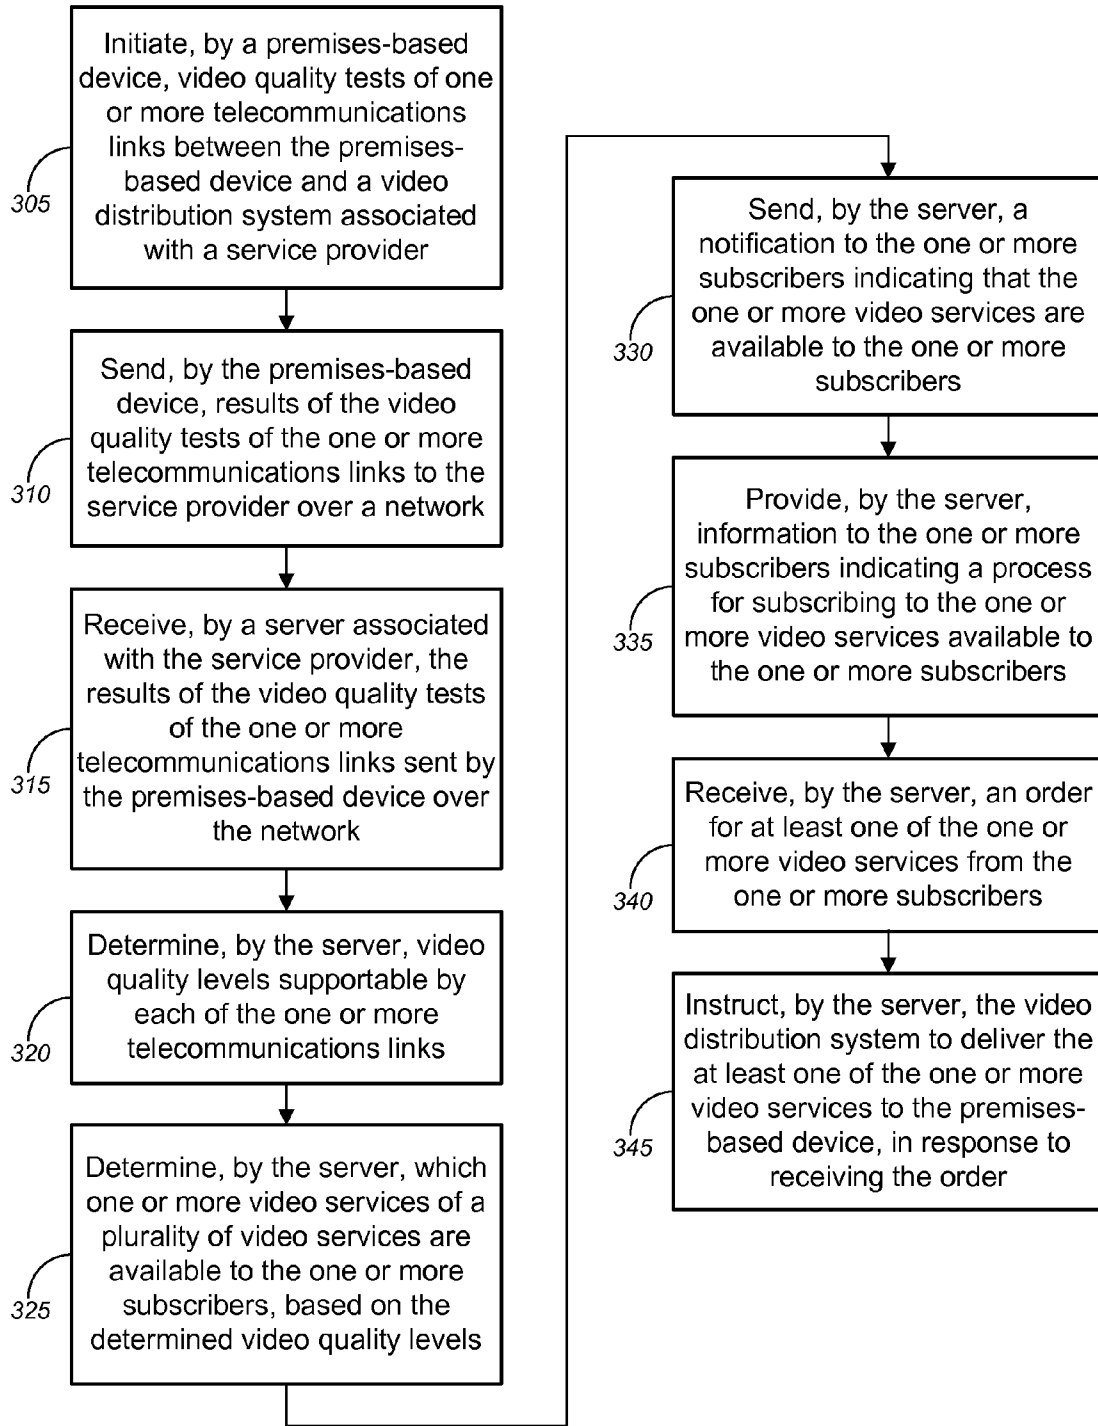 Initiate, by a premises-based
device, video quality tests of one
or more telecommunications
links between the premises-
based device and a video
distribution system associated
with a service provider
305
Send, by the premises-based
device, results of the video
quality tests of the one or more
telecommunications links to the
service provider over a network
310
Receive, by a server associated
with the service provider, the
results of the video quality tests
of the one or more
telecommunications links sent by
the premises-based device over
the network
315
Determine, by the server, video
quality levels supportable by
each of the one or more
telecommunications links
320
Determine, by the server, which
one or more video services of a
plurality of video services are
available to the one or more
subscribers, based on the
determined video quality levels
325
Send, by the server, a
notification to the one or more
subscribers indicating that the
one or more video services are
available to the one or more
subscribers
330
Provide, by the server,
information to the one or more
subscribers indicating a process
for subscribing to the one or
more video services available to
the one or more subscribers
335
Receive, by the server, an order
for at least one of the one or
more video services from the
one or more subscribers
340
Instruct, by the server, the video
distribution system to deliver the
at least one of the one or more
video services to the premises-
based device, in response to
receiving the order
345